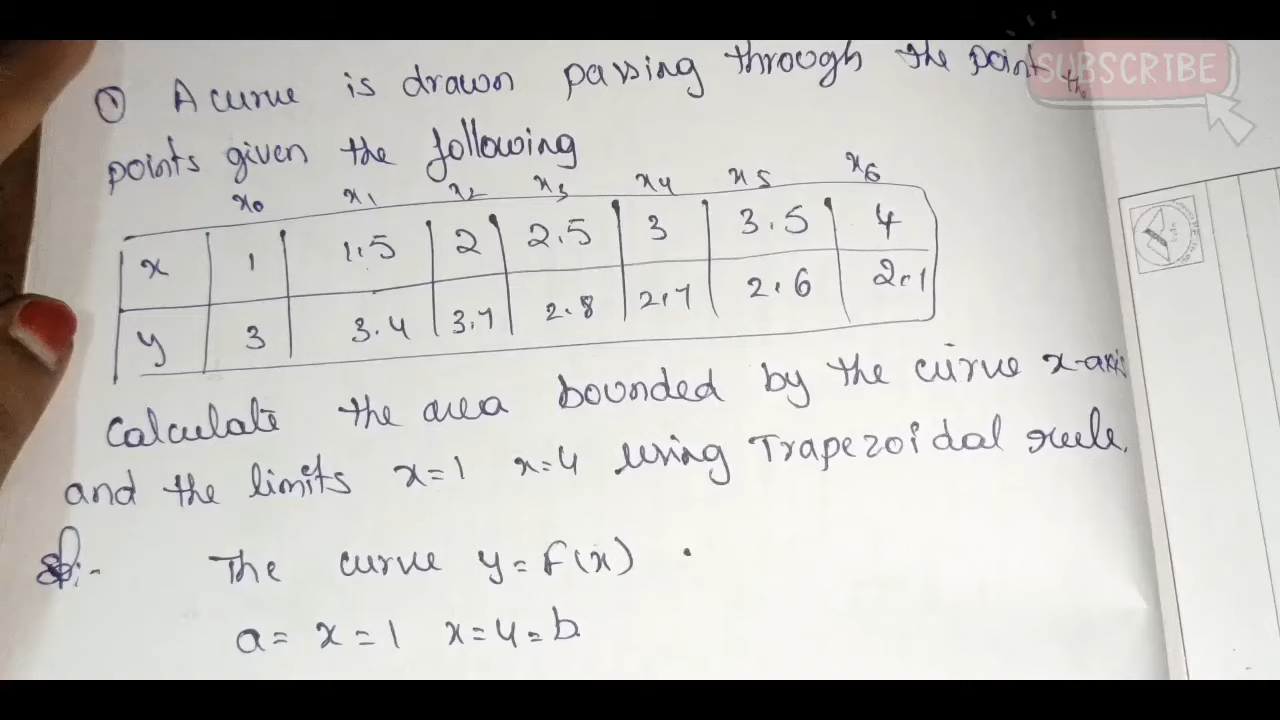 SUBSCRIBE
① A curve is drawn passing through the point the
points given the following
x0 x1 x2 x3 x4 x5 x6
x 1 1.5 2 2.5 3 3.5 4
y 3 3.4 3.7 2.8 2.7 2.6 2.1
calculate the area bounded by the curve x-axis
and the limits x=1 x=4 using Trapezoidal rule.
Sol:- The curve y = f(x)
a = x = 1 x = 4 = b